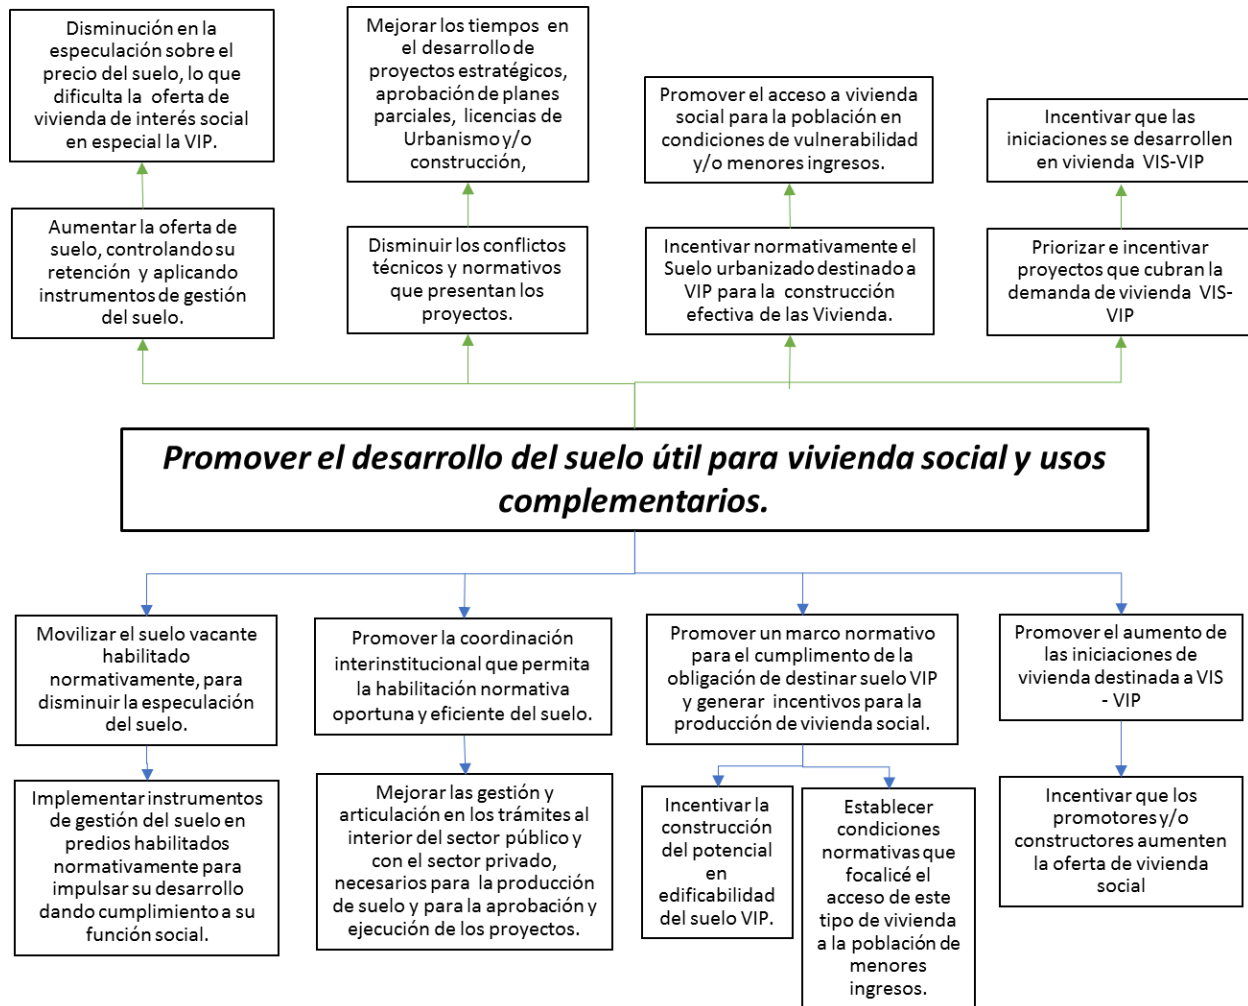 Disminución en la
especulación sobre el
precio del suelo, lo que
dificulta la oferta de
vivienda de interés social
en especial la VIP.
Mejorar los tiempos en
el desarrollo de
proyectos estratégicos,
aprobación de planes
parciales, licencias de
Urbanismo y/o
construcción,
Promover el acceso a vivienda
social para la población en
condiciones de vulnerabilidad
y/o menores ingresos.
Incentivar que las
iniciaciones se desarrollen
en vivienda VIS-VIP
Aumentar la oferta de
suelo, controlando su
retención y aplicando
instrumentos de gestión
del suelo.
Disminuir los conflictos
técnicos y normativos
que presentan los
proyectos.
Incentivar normativamente el
Suelo urbanizado destinado a
VIP para la construcción
efectiva de las Vivienda.
Priorizar e incentivar
proyectos que cubran la
demanda de vivienda VIS-
VIP
Promover el desarrollo del suelo útil para vivienda social y usos
complementarios.
Movilizar el suelo vacante
habilitado
normativamente, para
disminuir la especulación
del suelo.
Promover la coordinación
interinstitucional que permita
la habilitación normativa
oportuna y eficiente del suelo.
Promover un marco normativo
para el cumplimento de la
obligación de destinar suelo VIP
y generar incentivos para la
producción de vivienda social.
Promover el aumento de
las iniciaciones de
vivienda destinada a VIS
- VIP
Implementar instrumentos
de gestión del suelo en
predios habilitados
normativamente para
impulsar su desarrollo
dando cumplimiento a su
función social.
Mejorar las gestión y
articulación en los trámites al
interior del sector público y
con el sector privado,
necesarios para la producción
de suelo y para la aprobación y
ejecución de los proyectos.
Incentivar la
construcción
del potencial
en
edificabilidad
del suelo VIP.
Establecer
condiciones
normativas que
focalicé el
acceso de este
tipo de vivienda
a la población de
menores
ingresos.
Incentivar que los
promotores y/o
constructores aumenten
la oferta de vivienda
social